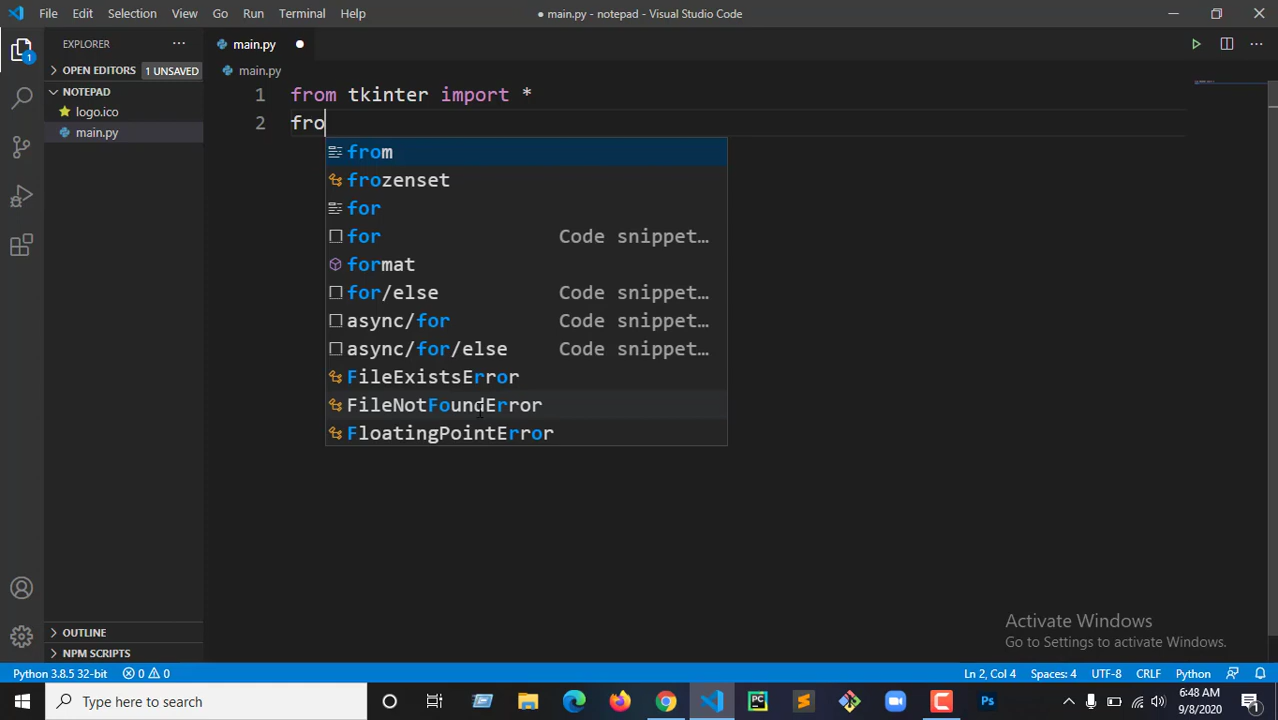 File Edit Selection View Go Run Terminal Help ● main.py - notepad - Visual Studio Code
EXPLORER
main.py
OPEN EDITORS 1 UNSAVED
main.py
NOTEPAD
logo.ico
main.py
1 from tkinter import *
2 fro
from
frozenset
for
for Code snippet…
format
for/else Code snippet…
async/for Code snippet…
async/for/else Code snippet…
FileExistsError
FileNotFoundError
FloatingPointError
1
Activate Windows
Go to Settings to activate Windows.
OUTLINE
NPM SCRIPTS
Python 3.8.5 32-bit 0 0 Ln 2, Col 4 Spaces: 4 UTF-8 CRLF Python
Type here to search
PC
Ps
6:48 AM
9/8/2020
1